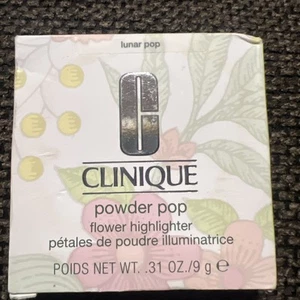 lunar pop
CLINIQUE
powder pop
flower highlighter
pétales de poudre illuminatrice
POIDS NET WT. .31 OZ./9 g ℮